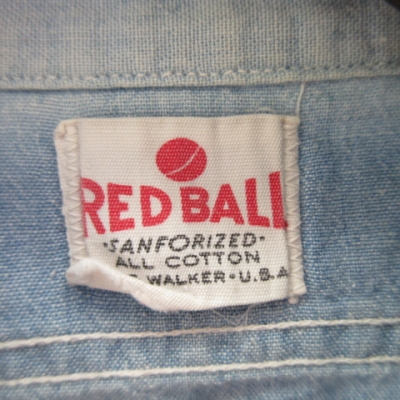 RED BALL
·SANFORIZED·
ALL COTTON
WALKER·U.S.A